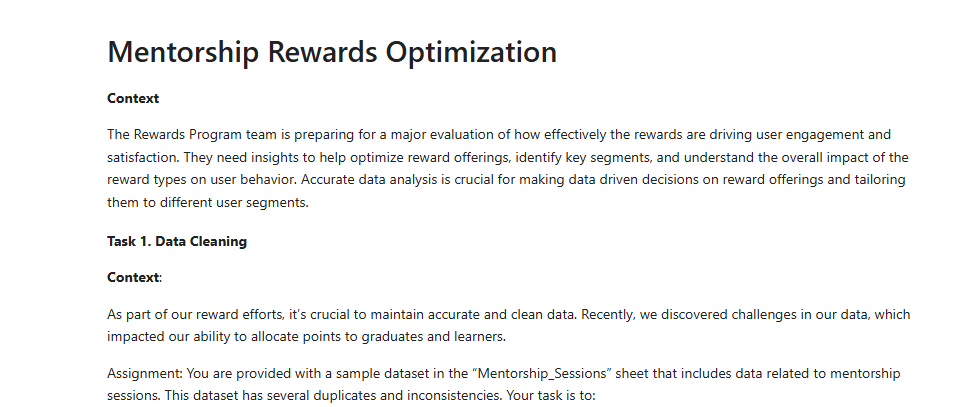 Mentorship Rewards Optimization
Context
The Rewards Program team is preparing for a major evaluation of how effectively the rewards are driving user engagement and
satisfaction. They need insights to help optimize reward offerings, identify key segments, and understand the overall impact of the
reward types on user behavior. Accurate data analysis is crucial for making data driven decisions on reward offerings and tailoring
them to different user segments.
Task 1. Data Cleaning
Context:
As part of our reward efforts, it’s crucial to maintain accurate and clean data. Recently, we discovered challenges in our data, which
impacted our ability to allocate points to graduates and learners.
Assignment: You are provided with a sample dataset in the “Mentorship_Sessions” sheet that includes data related to mentorship
sessions. This dataset has several duplicates and inconsistencies. Your task is to: